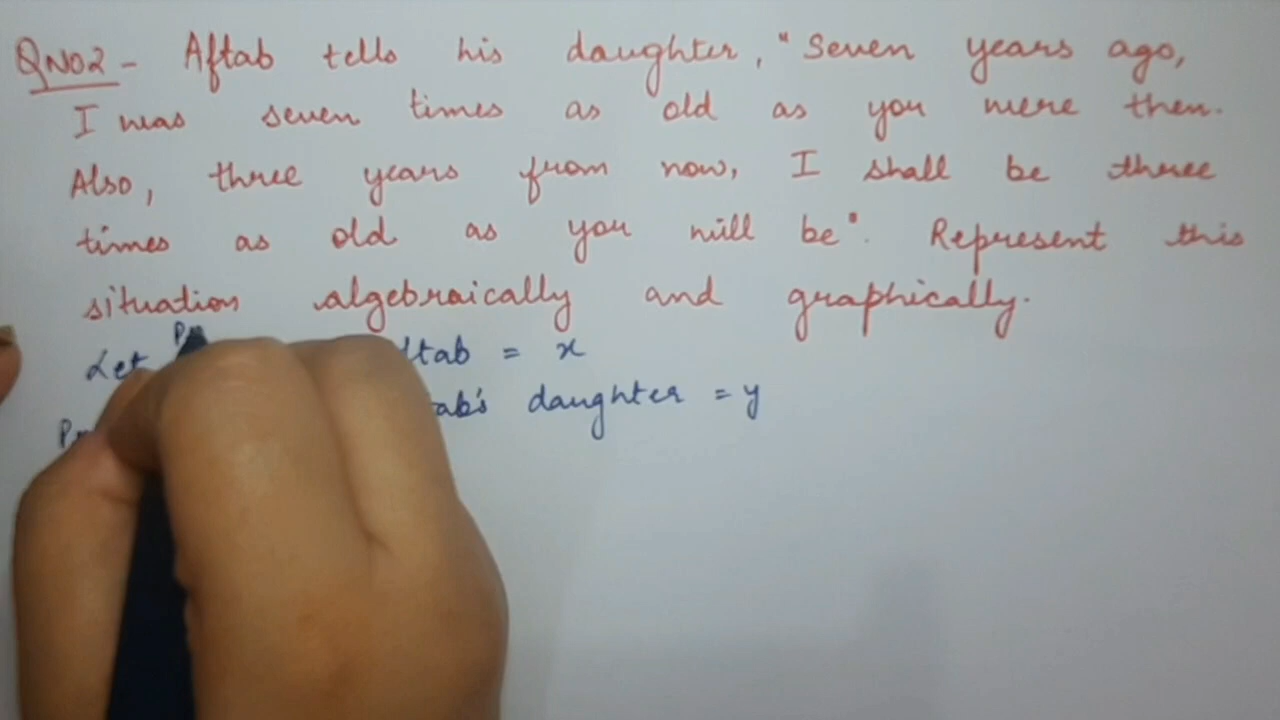 QNO2 - Aftab tells his daughter, "Seven years ago,
I was seven times as old as you were then.
Also, three years from now, I shall be three
times as old as you will be". Represent this
situation algebraically and graphically.
Let = x
daughter = y